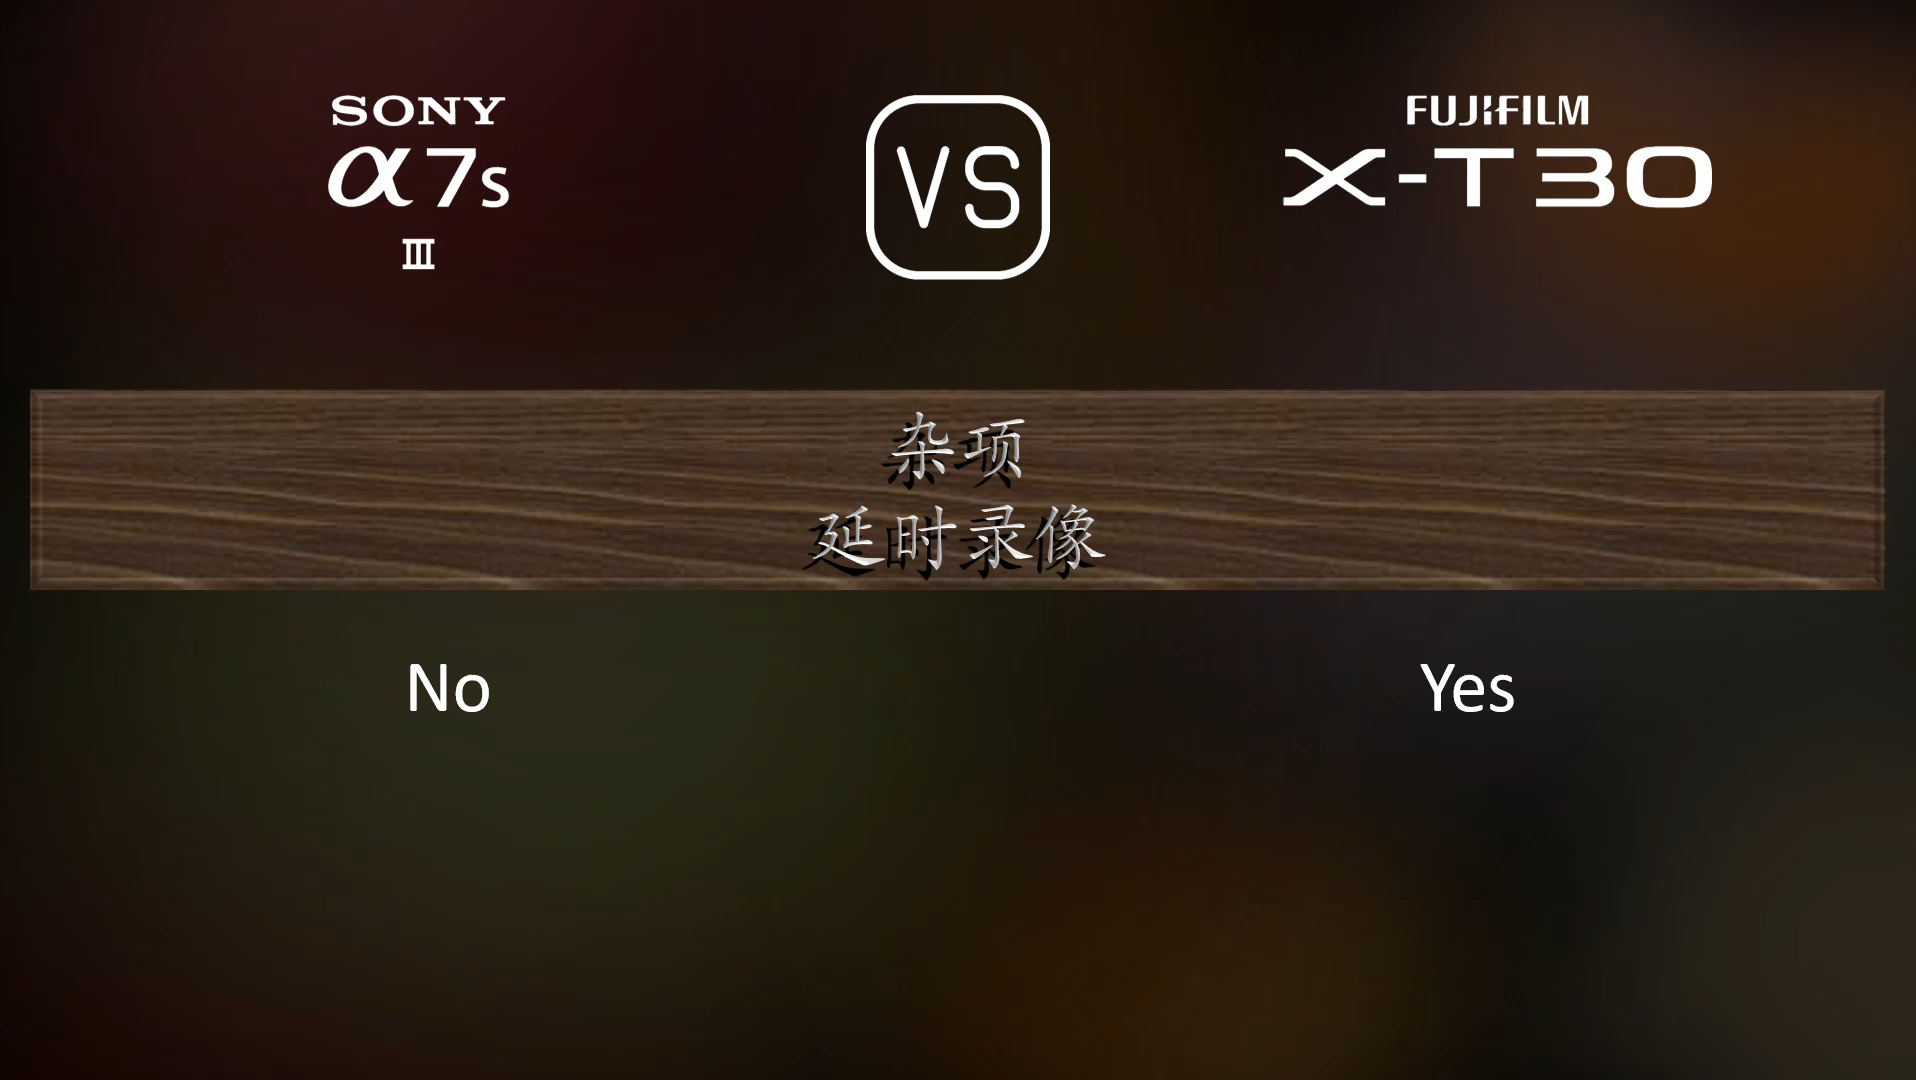 SONY
α7s
III
VS
FUJIFILM
X-T30
杂项
延时录像
No
Yes